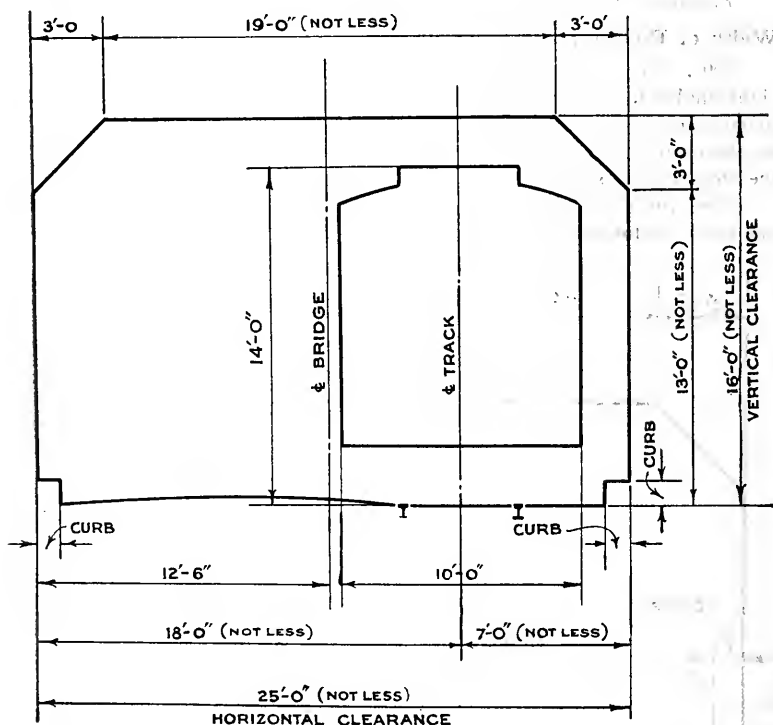 3'-0
19'-0" (NOT LESS)
3'-0'
3'-0"
14'-0"
℄ BRIDGE
℄ TRACK
13'-0" (NOT LESS)
16'-0" (NOT LESS)
VERTICAL CLEARANCE
CURB
CURB
CURB
12'-6"
10'-0"
18'-0" (NOT LESS)
7'-0" (NOT LESS)
25'-0" (NOT LESS)
HORIZONTAL CLEARANCE